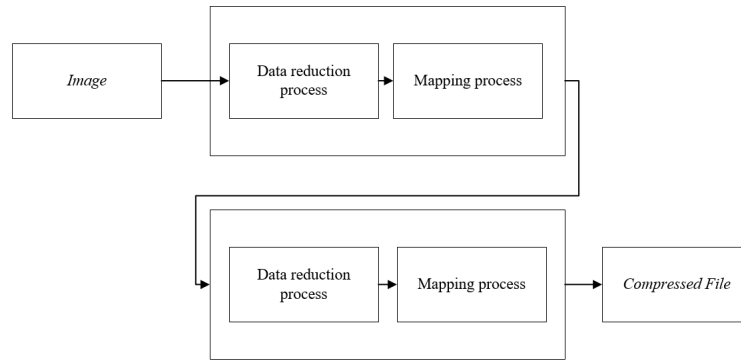 Image
Data reduction
process
Mapping process
Data reduction
process
Mapping process
Compressed File